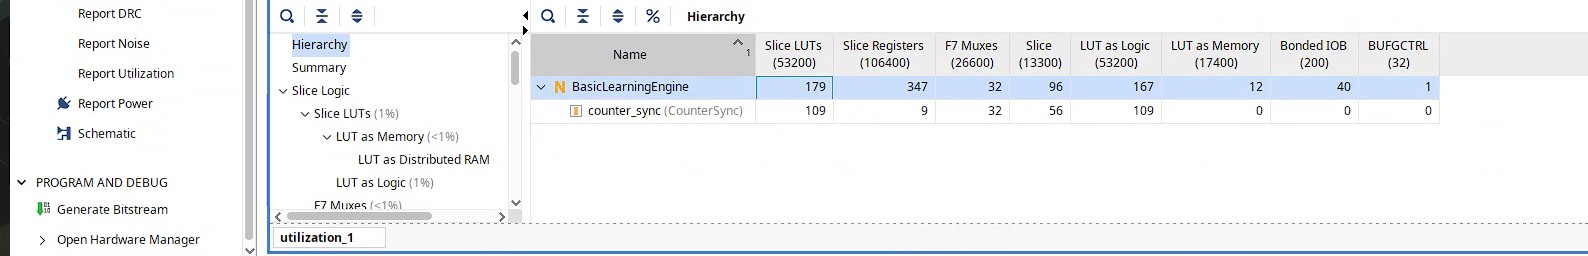 Report DRC
Report Noise
Report Utilization
Report Power
Schematic
PROGRAM AND DEBUG
Generate Bitstream
Open Hardware Manager
Hierarchy
Summary
Slice Logic
Slice LUTs (1%)
LUT as Memory (<1%)
LUT as Distributed RAM
LUT as Logic (1%)
F7 Muxes (<1%)
% Hierarchy
Name 1 Slice LUTs (53200) Slice Registers (106400) F7 Muxes (26600) Slice (13300) LUT as Logic (53200) LUT as Memory (17400) Bonded IOB (200) BUFGCTRL (32)
N BasicLearningEngine 179 347 32 96 167 12 40 1
I counter_sync (CounterSync) 109 9 32 56 109 0 0 0
utilization_1